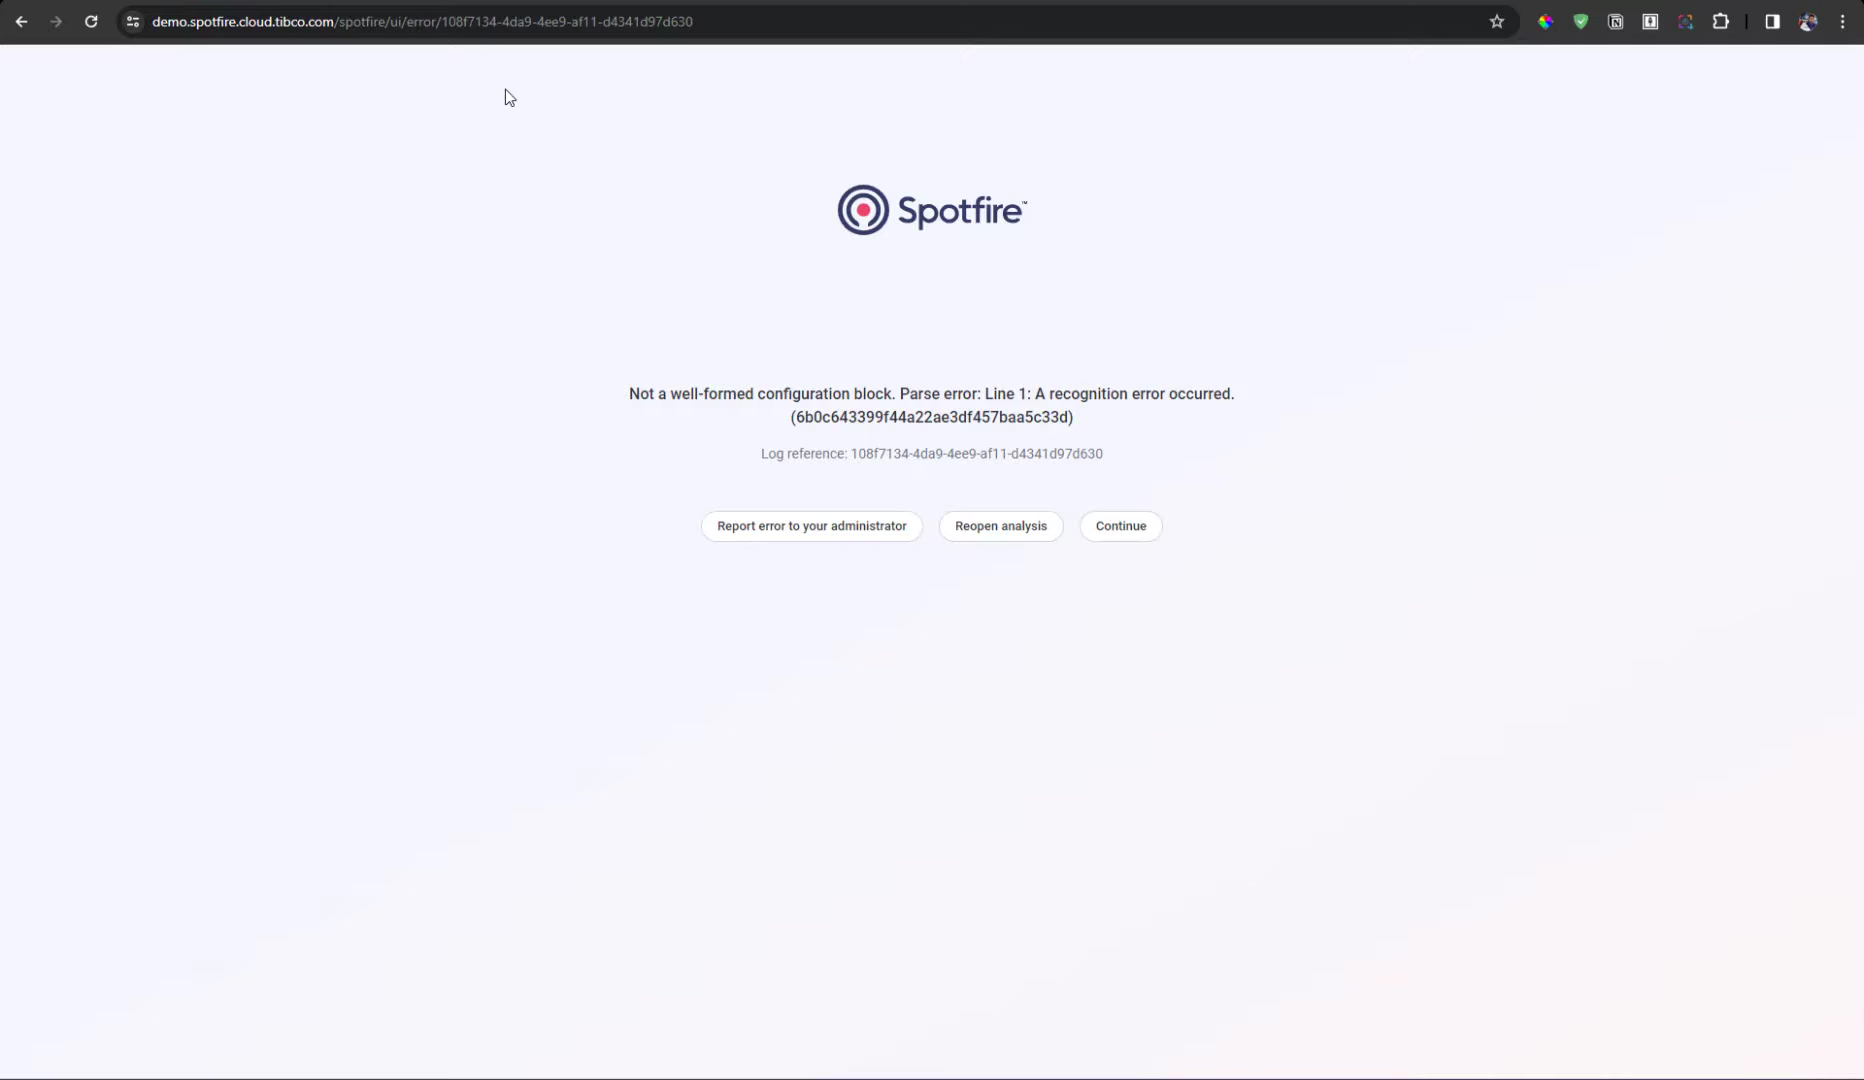 demo.spotfire.cloud.tibco.com/spotfire/ui/error/108f7134-4da9-4ee9-af11-d4341d97d630
Spotfire™
Not a well-formed configuration block. Parse error: Line 1: A recognition error occurred.
(6b0c643399f44a22ae3df457baa5c33d)
Log reference: 108f7134-4da9-4ee9-af11-d4341d97d630
Report error to your administrator
Reopen analysis
Continue